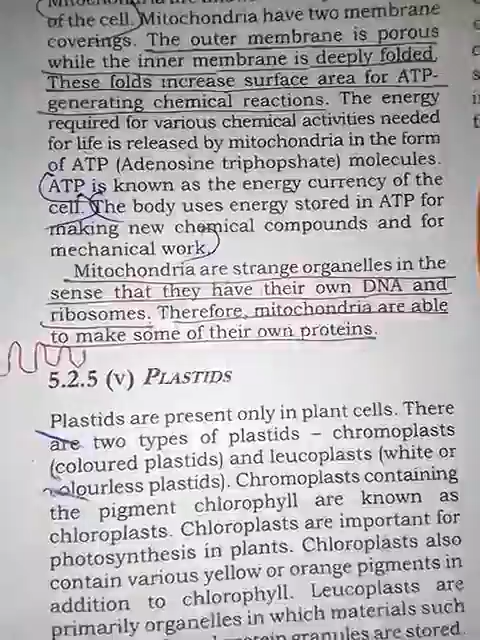 of the cell. Mitochondria have two membrane
coverings. The outer membrane is porous
while the inner membrane is deeply folded.
These folds increase surface area for ATP-
generating chemical reactions. The energy
required for various chemical activities needed
for life is released by mitochondria in the form
of ATP (Adenosine triphopshate) molecules.
ATP is known as the energy currency of the
cell. The body uses energy stored in ATP for
making new chemical compounds and for
mechanical work.
Mitochondria are strange organelles in the
sense that they have their own DNA and
ribosomes. Therefore, mitochondria are able
to make some of their own proteins.
5.2.5 (v) PLASTIDS
Plastids are present only in plant cells. There
are two types of plastids – chromoplasts
(coloured plastids) and leucoplasts (white or
colourless plastids). Chromoplasts containing
the pigment chlorophyll are known as
chloroplasts. Chloroplasts are important for
photosynthesis in plants. Chloroplasts also
contain various yellow or orange pigments in
addition to chlorophyll. Leucoplasts are
primarily organelles in which materials such
granules are stored.